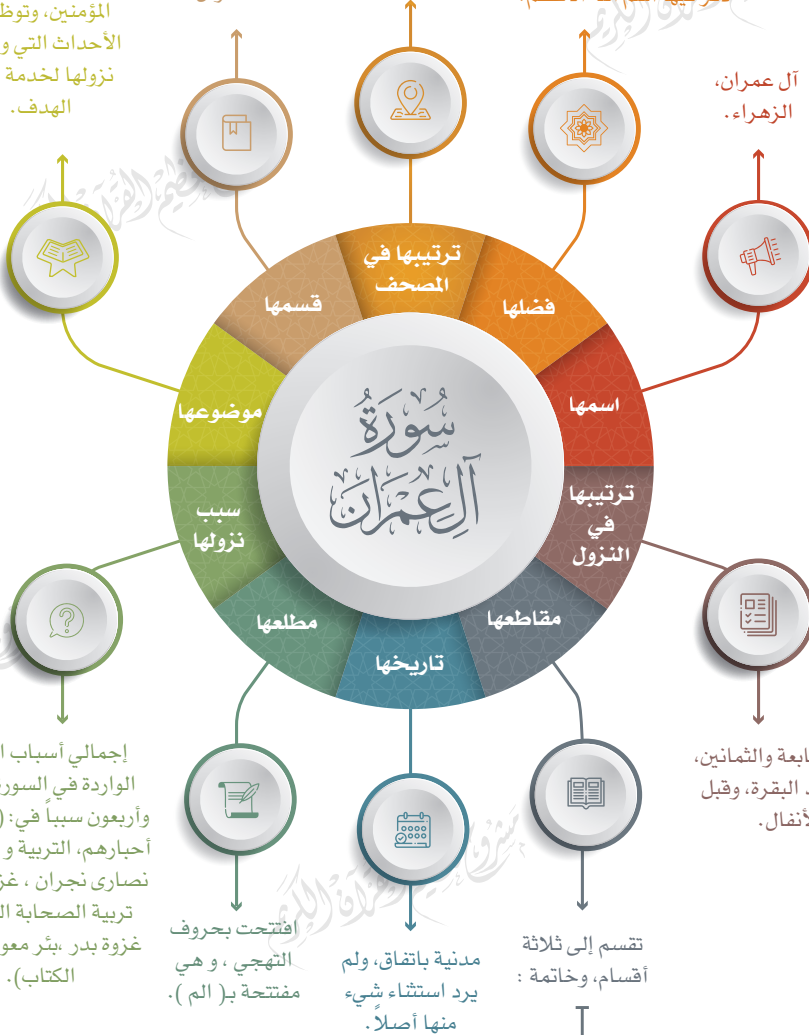 المؤمنين، وتوظ
الأحداث التي و
نزولها لخدمة
الهدف.
آل عمران،
الزهراء.
ترتيبها في
المصحف
فضلها
قسمها
اسمها
موضوعها
سُورَةُ
آلِ عِمْرَان
ترتيبها
في
النزول
سبب
نزولها
مقاطعها
مطلعها
تاريخها
ابعة والثمانين،
د البقرة، وقبل
لأنفال.
إجمالي أسباب ا
الواردة في السور
وأربعون سبباً في: (
أحبارهم، التربية و
نصارى نجران ، غز
تربية الصحابة ال
غزوة بدر ،بئر معو
الكتاب).
افتتحت بحروف
التهجي ، و هي
مفتتحة بـ( الم ).
مدنية باتفاق، ولم
يرد استثناء شيء
منها أصلاً.
تقسم إلى ثلاثة
أقسام، وخاتمة :